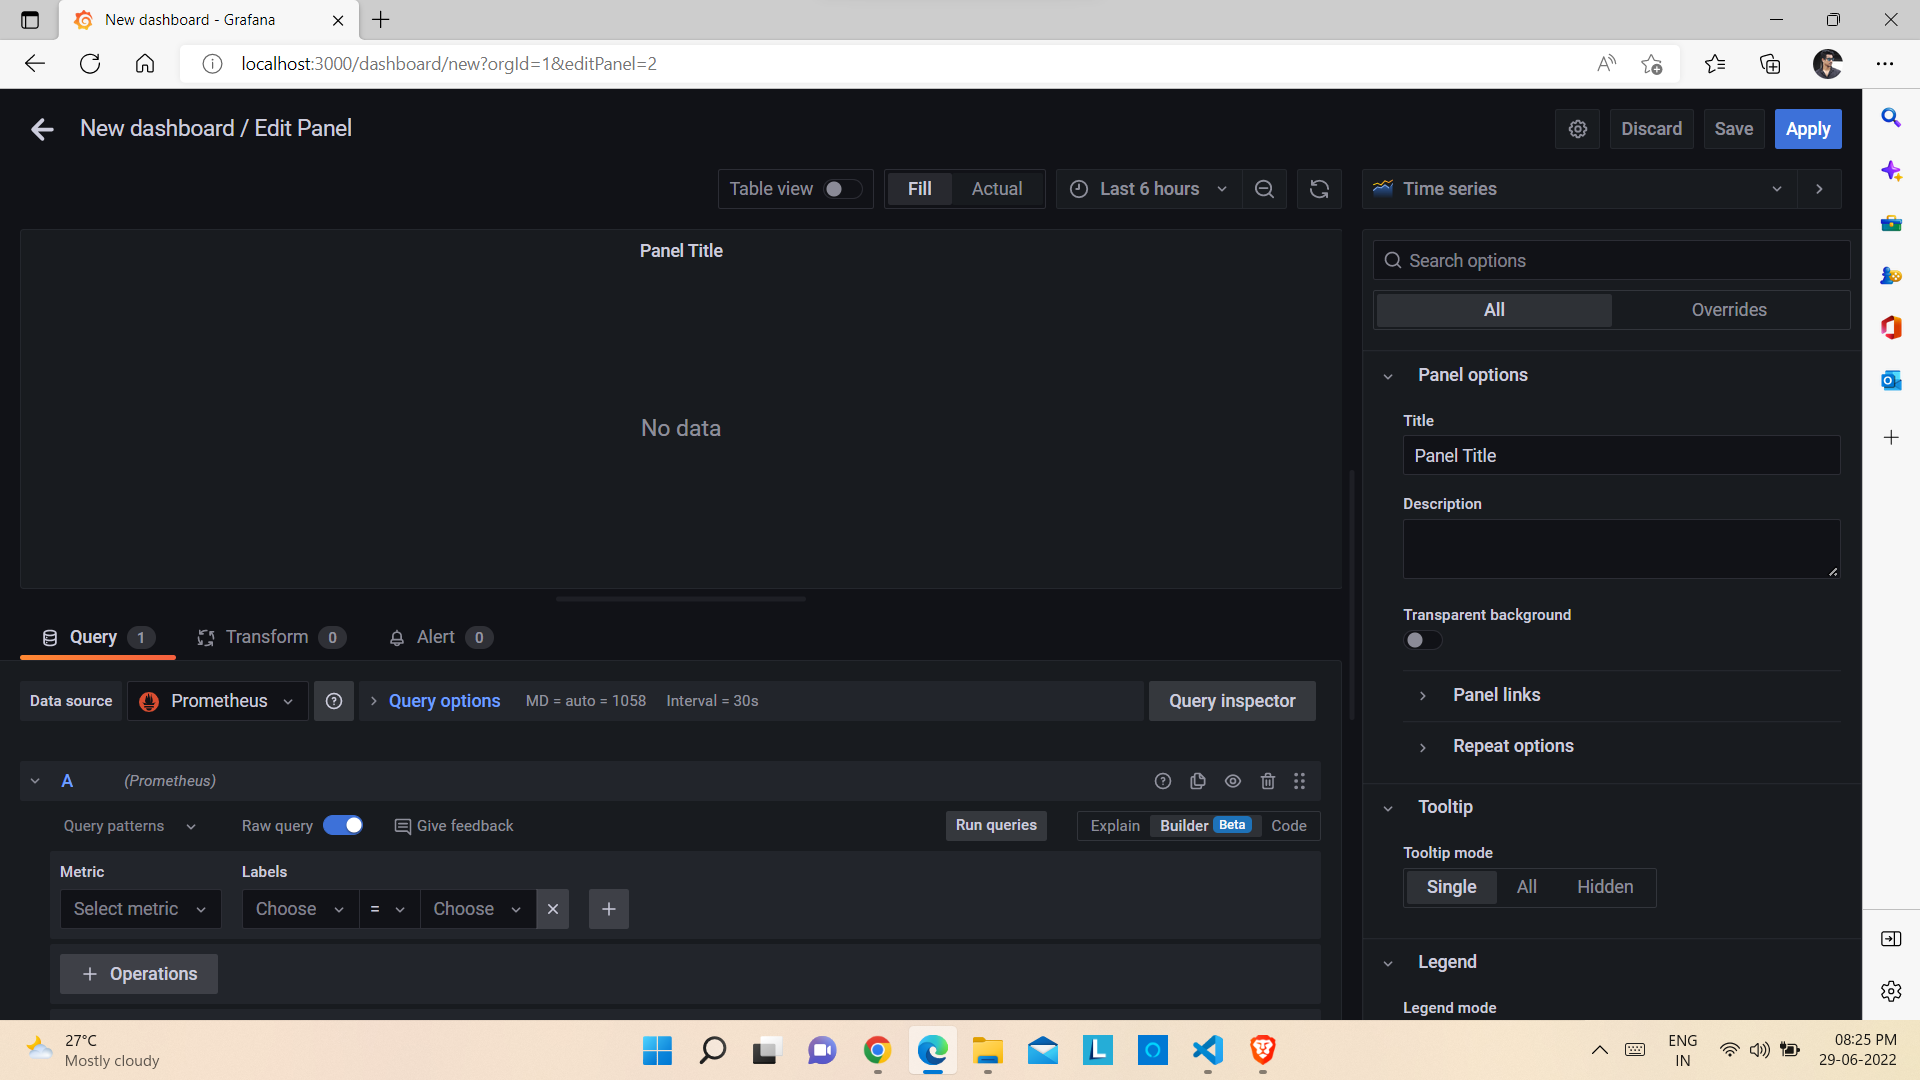 New dashboard - Grafana
localhost:3000/dashboard/new?orgId=1&editPanel=2
New dashboard / Edit Panel
Discard
Save
Apply
Table view
Fill
Actual
Last 6 hours
Time series
Panel Title
No data
Search options
All
Overrides
Panel options
Title
Panel Title
Description
Transparent background
Panel links
Repeat options
Tooltip
Tooltip mode
Single
All
Hidden
Legend
Legend mode
Query 1
Transform 0
Alert 0
Data source
Prometheus
Query options
MD = auto = 1058
Interval = 30s
Query inspector
A
(Prometheus)
Query patterns
Raw query
Give feedback
Run queries
Explain
Builder Beta
Code
Metric
Labels
Select metric
Choose
=
Choose
Operations
27°C
Mostly cloudy
ENG
IN
08:25 PM
29-06-2022